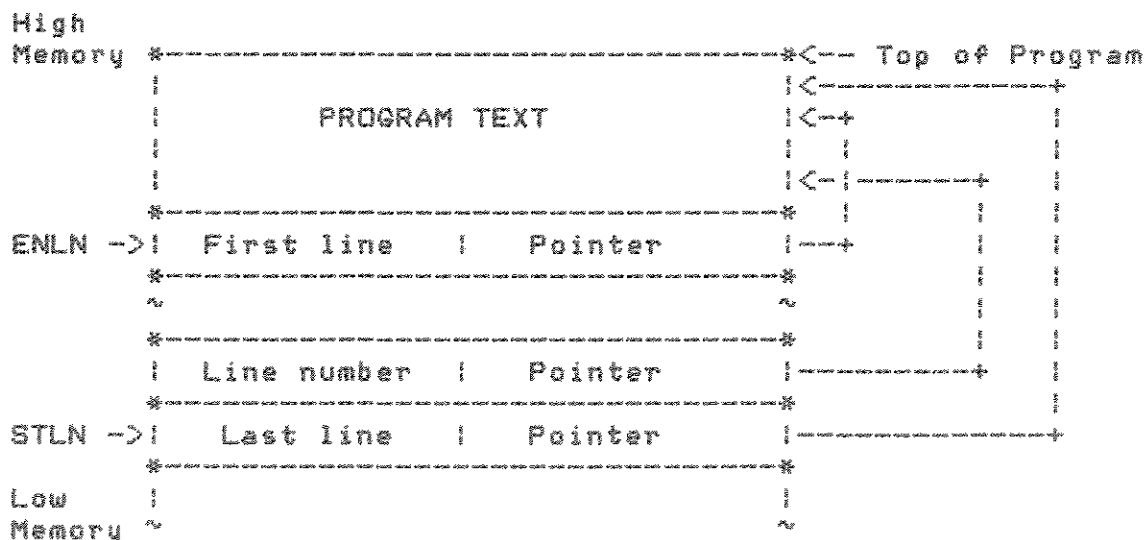 High
Memory *----------------------------------*<-- Top of Program
PROGRAM TEXT
ENLN -> First line | Pointer
Line number | Pointer
STLN -> Last line | Pointer
Low
Memory